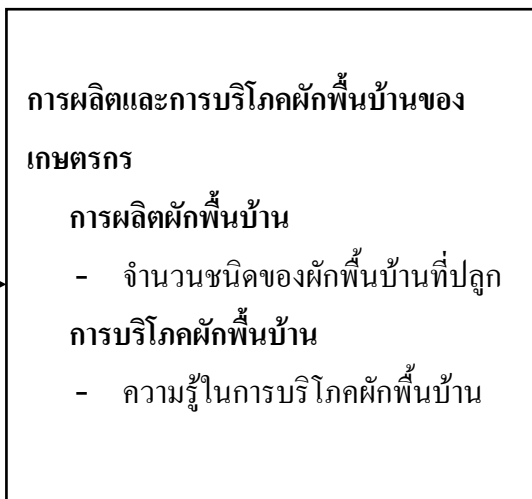 การผลิตและการบริโภคผักพื้นบ้านของ
เกษตรกร
การผลิตผักพื้นบ้าน
- จำนวนชนิดของผักพื้นบ้านที่ปลูก
การบริโภคผักพื้นบ้าน
- ความรู้ในการบริโภคผักพื้นบ้าน